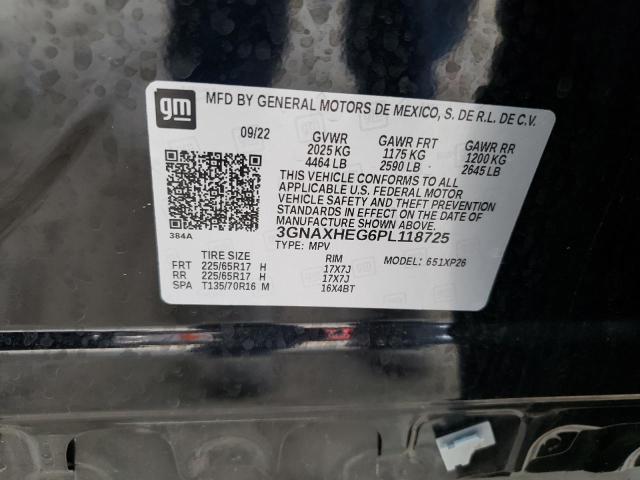 gm MFD BY GENERAL MOTORS DE MEXICO, S. DE R.L. DE C.V.
09/22 GVWR GAWR FRT GAWR RR
2025 KG 1175 KG 1200 KG
4464 LB 2590 LB 2645 LB
THIS VEHICLE CONFORMS TO ALL
APPLICABLE U.S. FEDERAL MOTOR
VEHICLE SAFETY AND THEFT PREVENTION
STANDARDS IN EFFECT ON THE DATE OF
MANUFACTURE SHOWN ABOVE.
384A 3GNAXHEG6PL118725
TYPE: MPV MODEL: 651XP26
TIRE SIZE RIM
FRT 225/65R17 H 17X7J
RR 225/65R17 H 17X7J
SPA T135/70R16 M 16X4BT